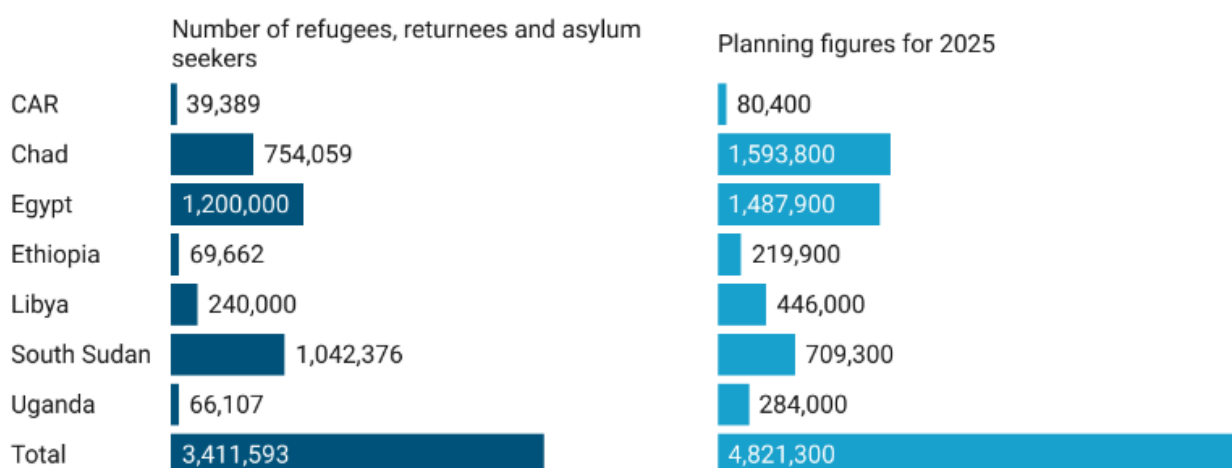 Number of refugees, returnees and asylum
seekers
Planning figures for 2025
CAR 39,389 80,400
Chad 754,059 1,593,800
Egypt 1,200,000 1,487,900
Ethiopia 69,662 219,900
Libya 240,000 446,000
South Sudan 1,042,376 709,300
Uganda 66,107 284,000
Total 3,411,593 4,821,300